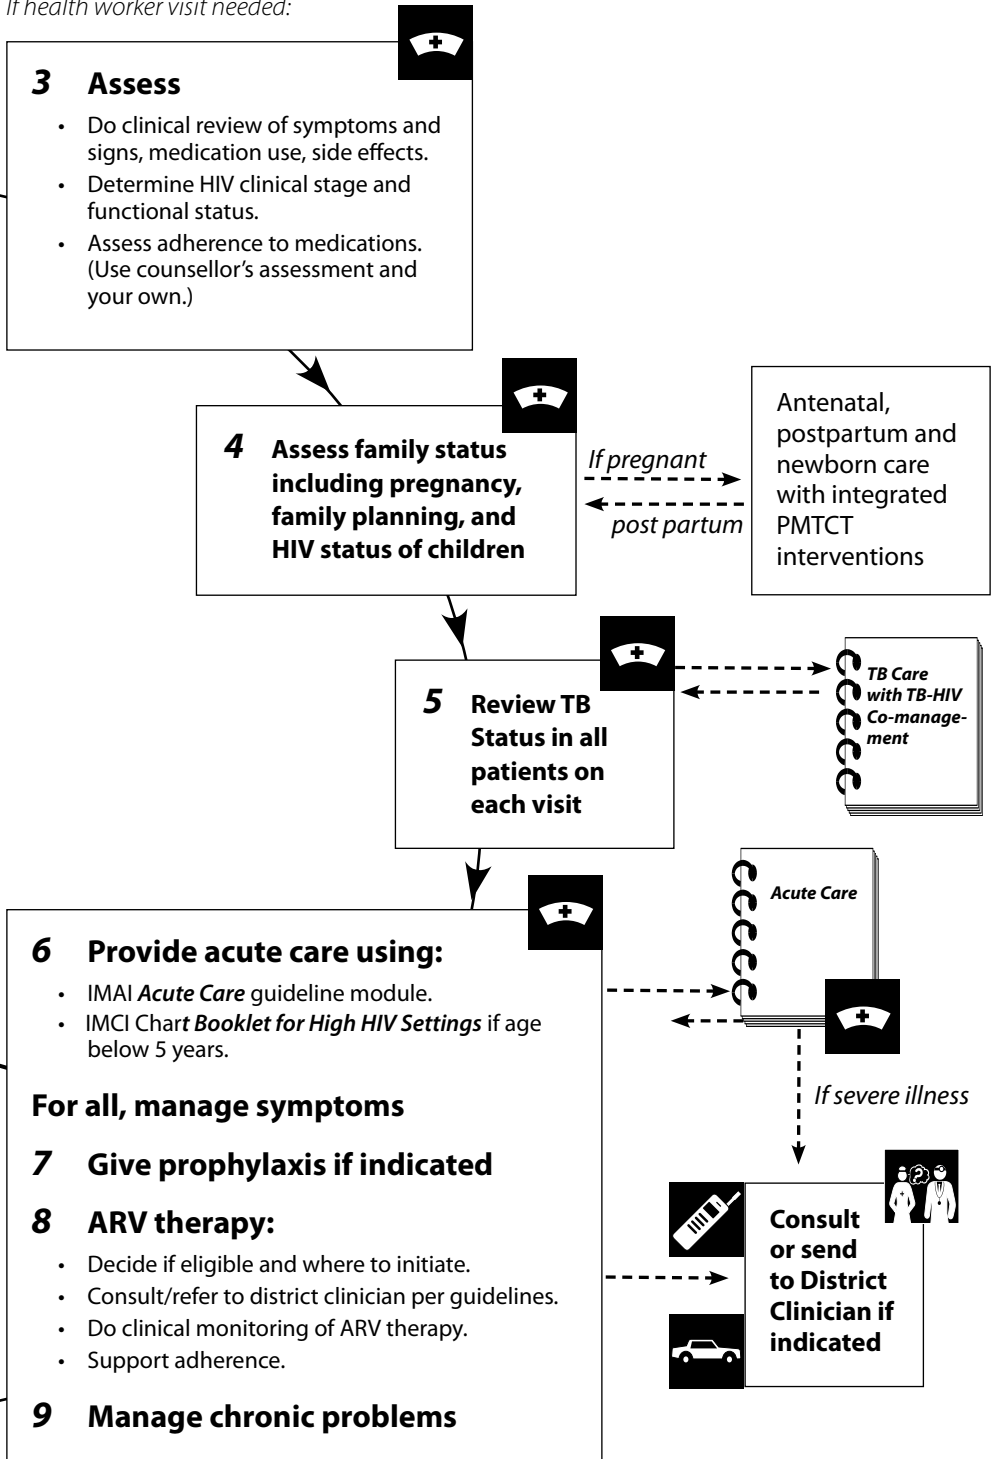 If health worker visit needed:
3 Assess
• Do clinical review of symptoms and
signs, medication use, side effects.
• Determine HIV clinical stage and
functional status.
• Assess adherence to medications.
(Use counsellor's assessment and
your own.)
4 Assess family status
including pregnancy,
family planning, and
HIV status of children
If pregnant
post partum
Antenatal,
postpartum and
newborn care
with integrated
PMTCT
interventions
5 Review TB
Status in all
patients on
each visit
TB Care
with TB-HIV
Co-manage-
ment
6 Provide acute care using:
• IMAI Acute Care guideline module.
• IMCI Chart Booklet for High HIV Settings if age
below 5 years.
Acute Care
If severe illness
For all, manage symptoms
7 Give prophylaxis if indicated
8 ARV therapy:
• Decide if eligible and where to initiate.
• Consult/refer to district clinician per guidelines.
• Do clinical monitoring of ARV therapy.
• Support adherence.
?
Consult
or send
to District
Clinician if
indicated
9 Manage chronic problems